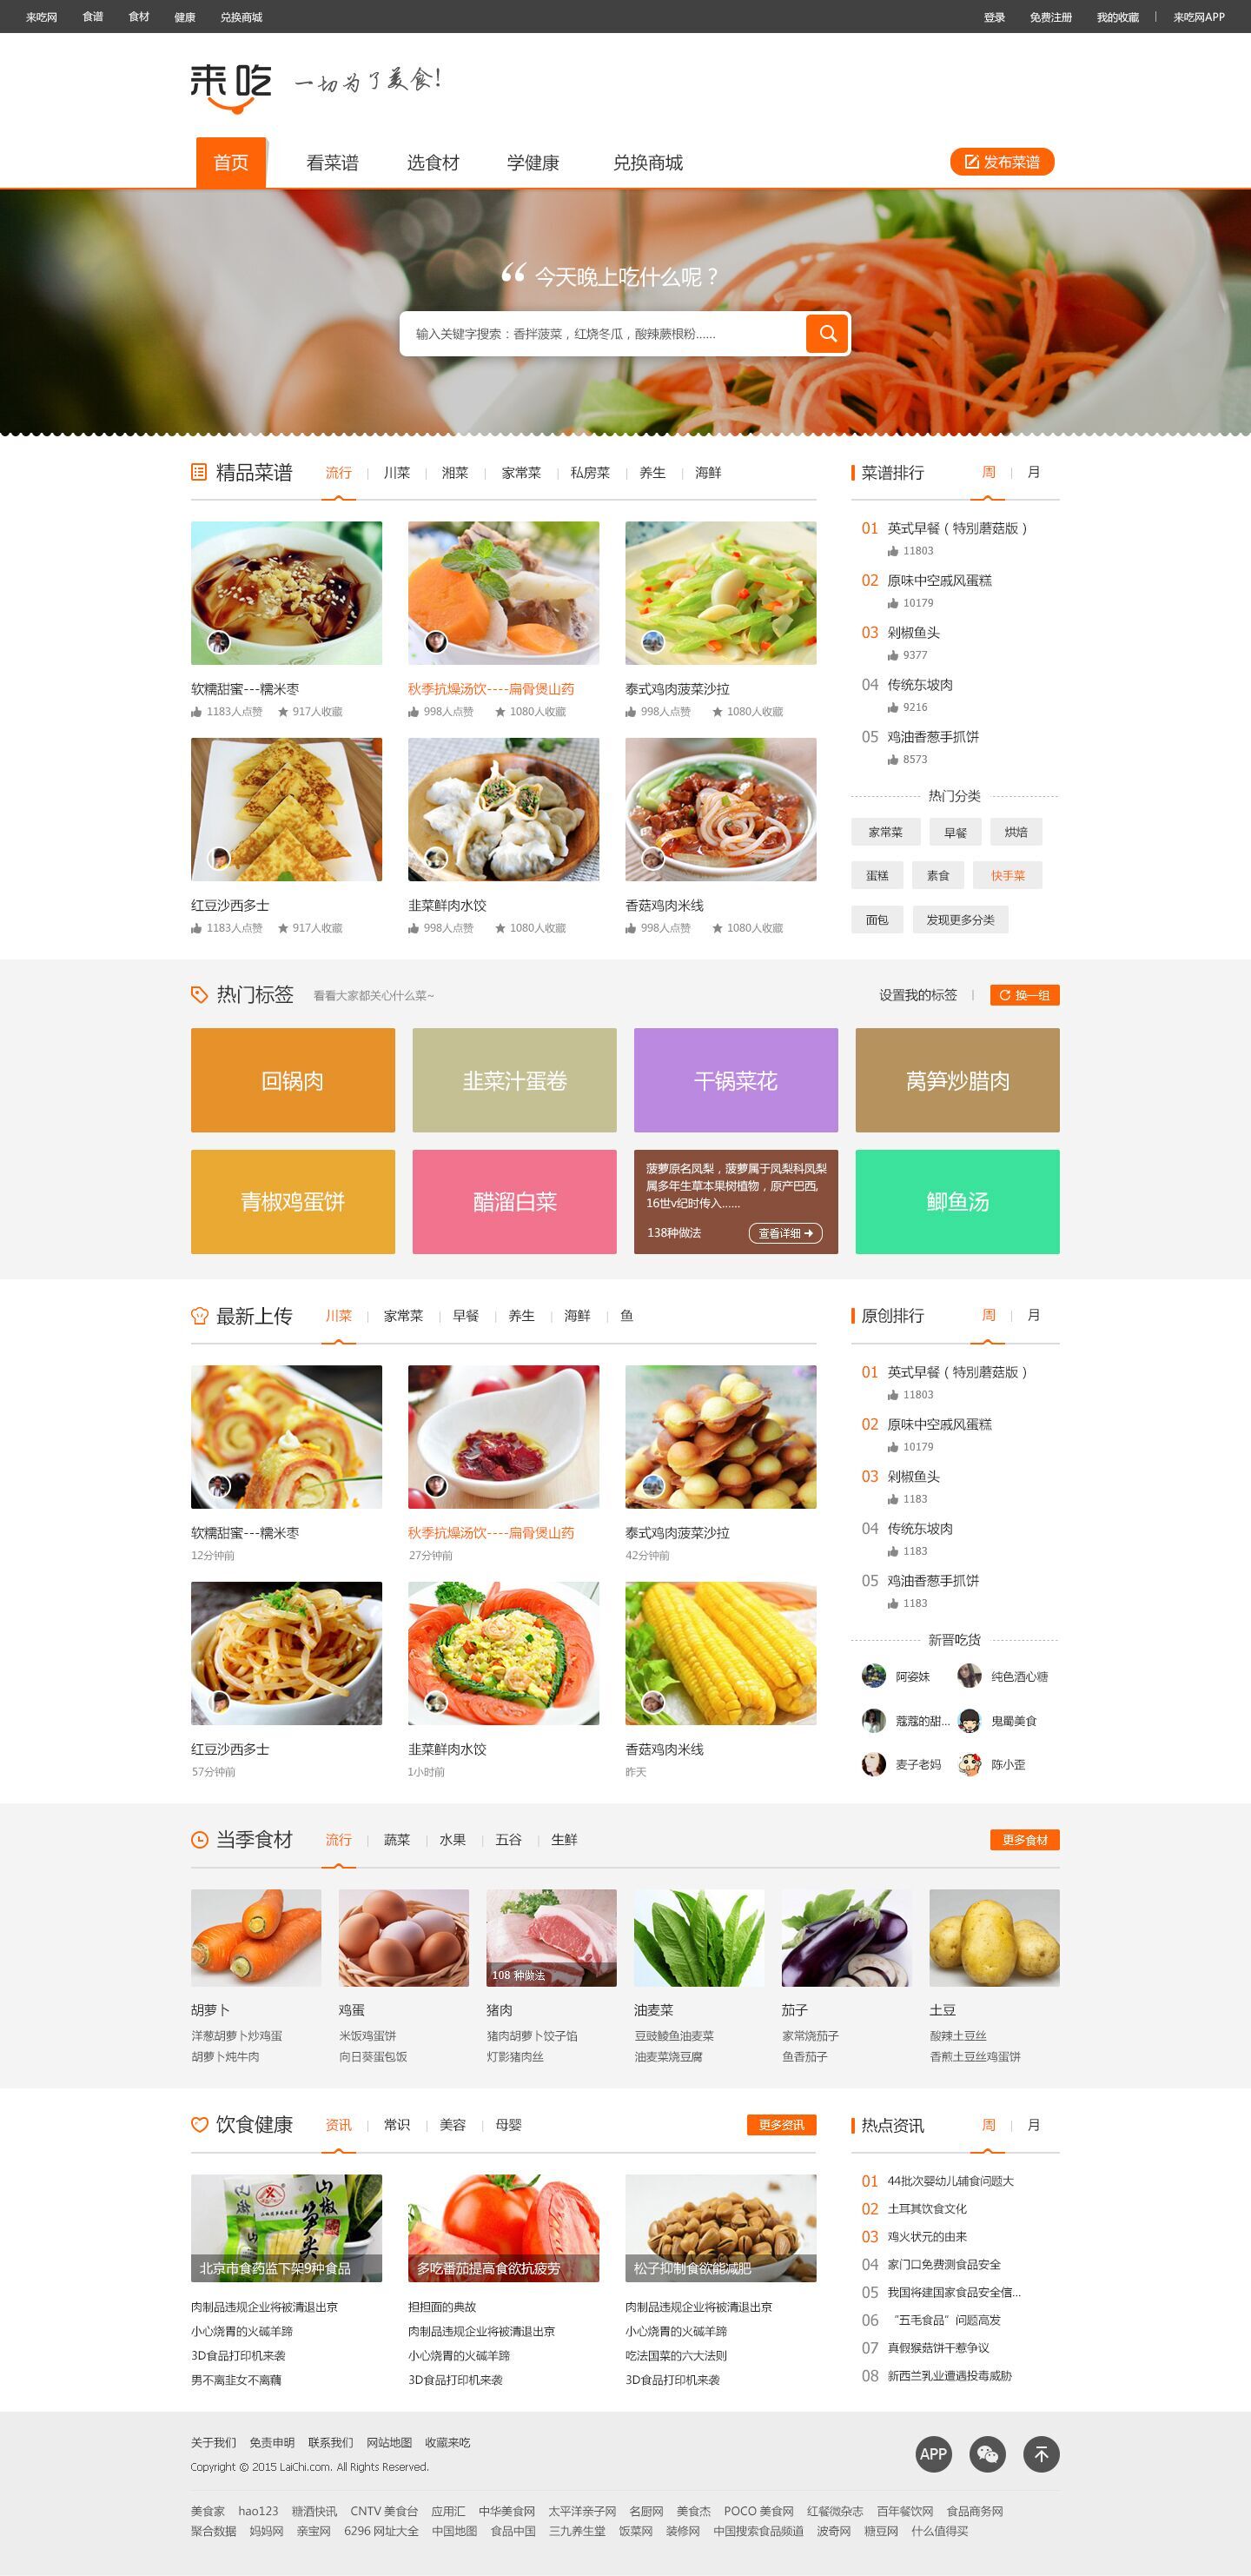 来吃网 食谱 食材 健康 兑换商城 登录 免费注册 我的收藏 来吃网APP
来吃 一切为了美食!
首页 看菜谱 选食材 学健康 兑换商城 发布菜谱
“ 今天晚上吃什么呢？
输入关键字搜索：香拌菠菜，红烧冬瓜，酸辣蕨根粉......
精品菜谱 流行 川菜 湘菜 家常菜 私房菜 养生 海鲜
软糯甜蜜---糯米枣 秋季抗燥汤饮----扁骨煲山药 泰式鸡肉菠菜沙拉
1183人点赞 917人收藏 998人点赞 1080人收藏 998人点赞 1080人收藏
红豆沙西多士 韭菜鲜肉水饺 香菇鸡肉米线
1183人点赞 917人收藏 998人点赞 1080人收藏 998人点赞 1080人收藏
菜谱排行 周 月
01 英式早餐（特别蘑菇版）
11803
02 原味中空戚风蛋糕
10179
03 剁椒鱼头
9377
04 传统东坡肉
9216
05 鸡油香葱手抓饼
8573
热门分类
家常菜 早餐 烘焙
蛋糕 素食 快手菜
面包 发现更多分类
热门标签 看看大家都关心什么菜~ 设置我的标签 换一组
回锅肉 韭菜汁蛋卷 干锅菜花 莴笋炒腊肉
青椒鸡蛋饼 醋溜白菜
菠萝原名凤梨，菠萝属于凤梨科凤梨
属多年生草本果树植物，原产巴西,
16世v纪时传入......
138种做法 查看详细
鲫鱼汤
最新上传 川菜 家常菜 早餐 养生 海鲜 鱼
软糯甜蜜---糯米枣 秋季抗燥汤饮----扁骨煲山药 泰式鸡肉菠菜沙拉
12分钟前 27分钟前 42分钟前
红豆沙西多士 韭菜鲜肉水饺 香菇鸡肉米线
57分钟前 1小时前 昨天
原创排行 周 月
01 英式早餐（特别蘑菇版）
11803
02 原味中空戚风蛋糕
10179
03 剁椒鱼头
1183
04 传统东坡肉
1183
05 鸡油香葱手抓饼
1183
新晋吃货
阿姿妹 纯色酒心糖
蔻蔻的甜... 鬼蜀美食
麦子老妈 陈小歪
当季食材 流行 蔬菜 水果 五谷 生鲜 更多食材
108 种做法
胡萝卜 鸡蛋 猪肉 油麦菜 茄子 土豆
洋葱胡萝卜炒鸡蛋 米饭鸡蛋饼 猪肉胡萝卜饺子馅 豆豉鲮鱼油麦菜 家常烧茄子 酸辣土豆丝
胡萝卜炖牛肉 向日葵蛋包饭 灯影猪肉丝 油麦菜烧豆腐 鱼香茄子 香煎土豆丝鸡蛋饼
饮食健康 资讯 常识 美容 母婴 更多资讯
山椒笋尖
北京市食药监下架9种食品 多吃番茄提高食欲抗疲劳 松子抑制食欲能减肥
肉制品违规企业将被清退出京 担担面的典故 肉制品违规企业将被清退出京
小心烧胃的火碱羊蹄 肉制品违规企业将被清退出京 小心烧胃的火碱羊蹄
3D食品打印机来袭 小心烧胃的火碱羊蹄 吃法国菜的六大法则
男不离韭女不离藕 3D食品打印机来袭 3D食品打印机来袭
热点资讯 周 月
01 44批次婴幼儿辅食问题大
02 土耳其饮食文化
03 鸡火状元的由来
04 家门口免费测食品安全
05 我国将建国家食品安全信...
06 “五毛食品”问题高发
07 真假猴菇饼干惹争议
08 新西兰乳业遭遇投毒威胁
关于我们 免责申明 联系我们 网站地图 收藏来吃
Copyright © 2015 LaiChi.com. All Rights Reserved.
APP
美食家 hao123 糖酒快讯 CNTV 美食台 应用汇 中华美食网 太平洋亲子网 名厨网 美食杰 POCO 美食网 红餐微杂志 百年餐饮网 食品商务网
聚合数据 妈妈网 亲宝网 6296 网址大全 中国地图 食品中国 三九养生堂 饭菜网 装修网 中国搜索食品频道 波奇网 糖豆网 什么值得买